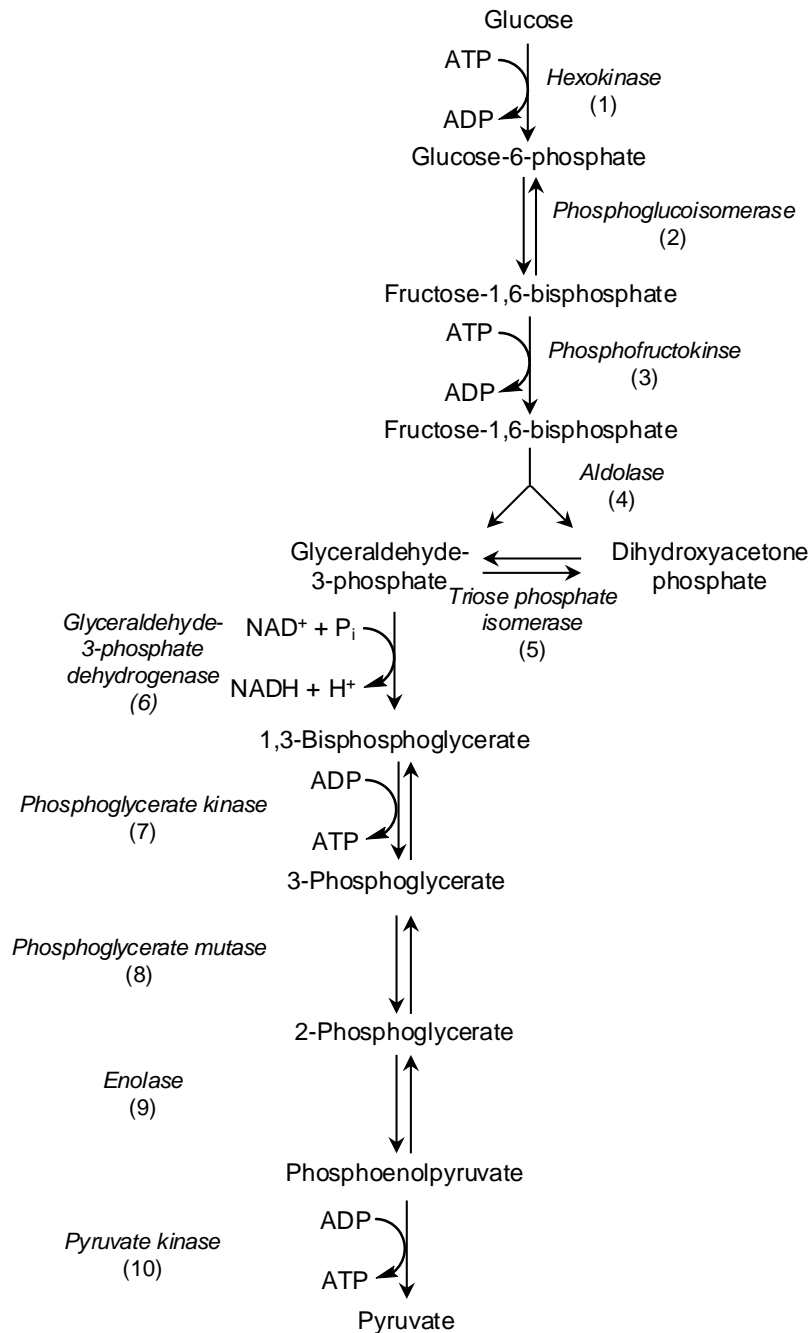 Glucose
ATP
Hexokinase
(1)
ADP
Glucose-6-phosphate
Phosphoglucoisomerase
(2)
Fructose-1,6-bisphosphate
ATP
Phosphofructokinse
(3)
ADP
Fructose-1,6-bisphosphate
Aldolase
(4)
Glyceraldehyde-
3-phosphate
Dihydroxyacetone
phosphate
Triose phosphate
isomerase
(5)
Glyceraldehyde-
3-phosphate
dehydrogenase
(6)
NAD⁺ + Pᵢ
NADH + H⁺
1,3-Bisphosphoglycerate
ADP
Phosphoglycerate kinase
(7)
ATP
3-Phosphoglycerate
Phosphoglycerate mutase
(8)
2-Phosphoglycerate
Enolase
(9)
Phosphoenolpyruvate
ADP
Pyruvate kinase
(10)
ATP
Pyruvate